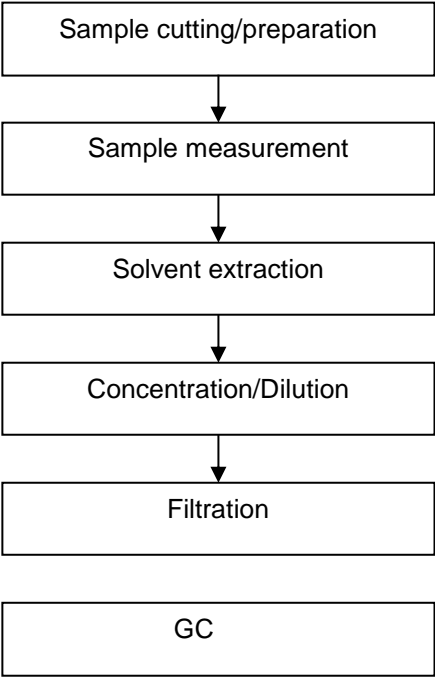 Sample cutting/preparation
Sample measurement
Solvent extraction
Concentration/Dilution
Filtration
GC